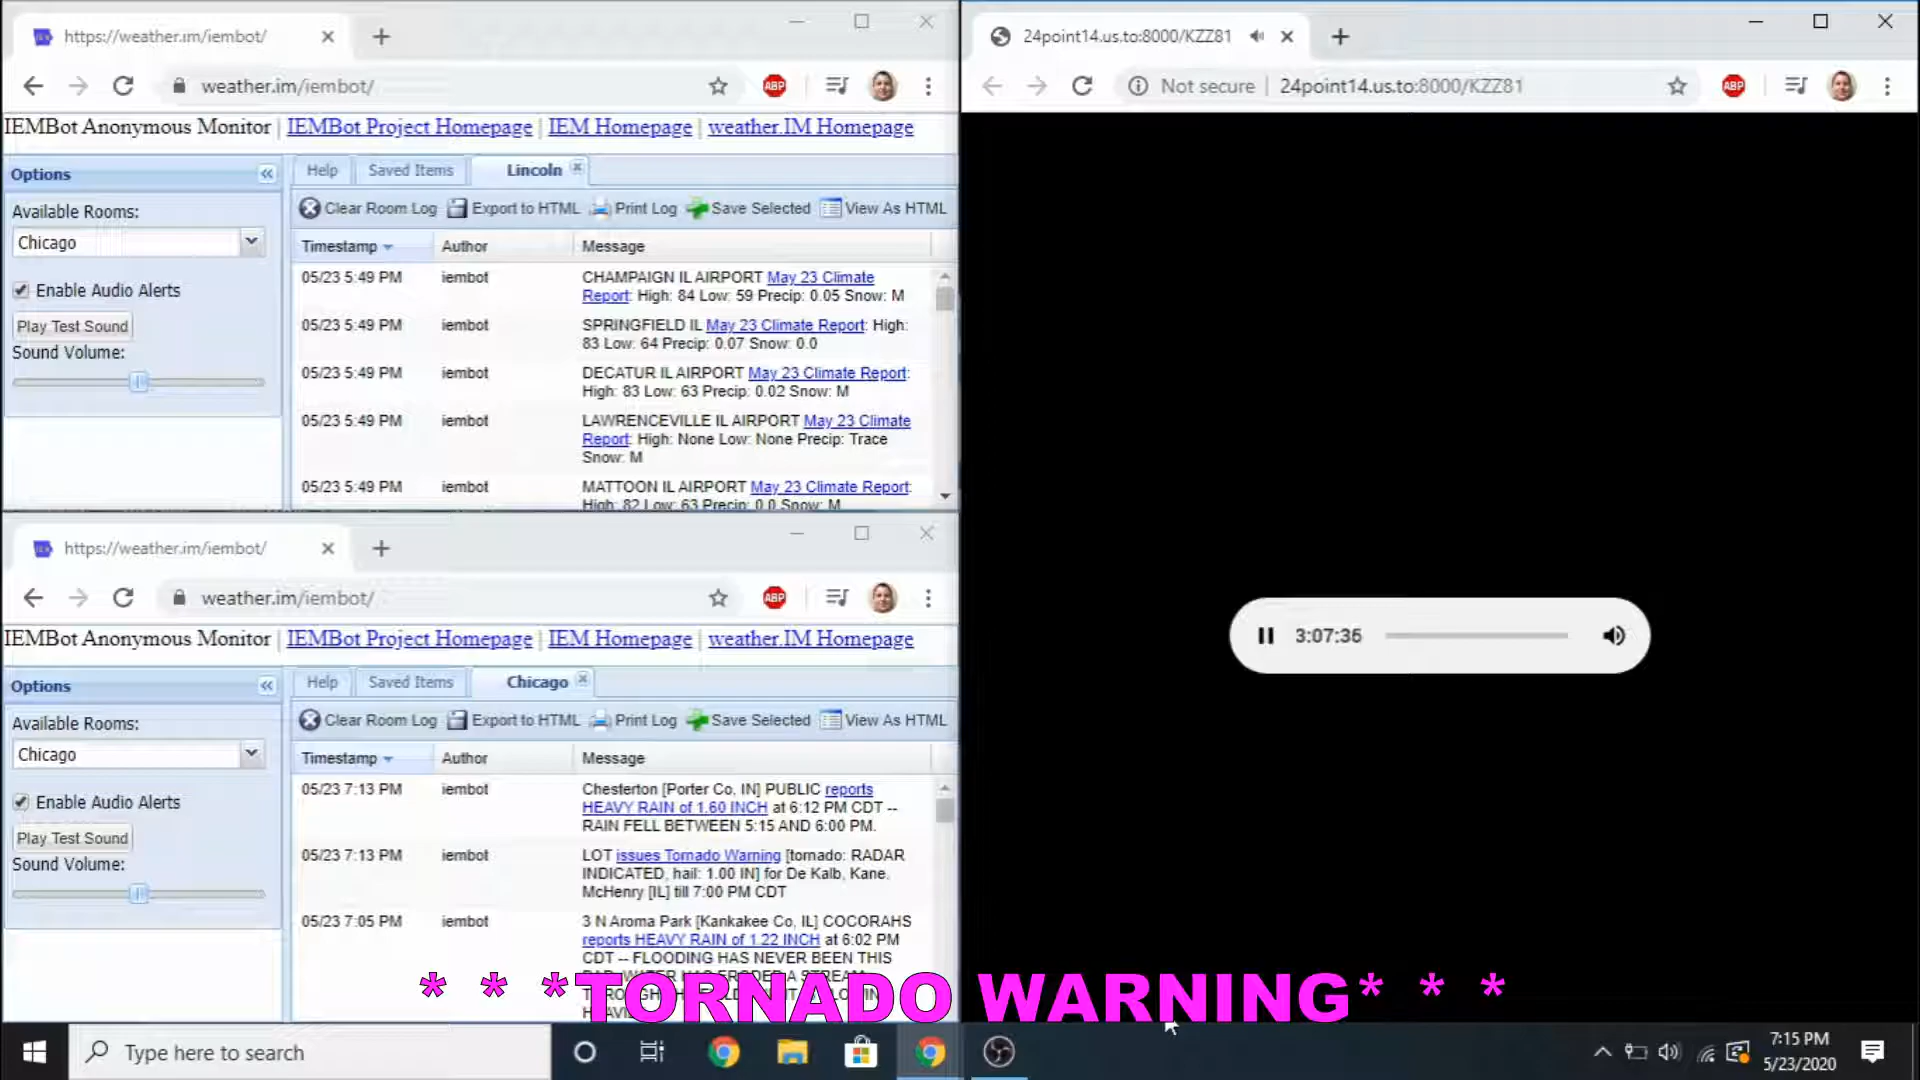 https://weather.im/iembot/
weather.im/iembot/
ABP
IEMBot Anonymous Monitor | IEMBot Project Homepage | IEM Homepage | weather.IM Homepage
Options
Available Rooms:
Chicago
Enable Audio Alerts
Play Test Sound
Sound Volume:
Help Saved Items Lincoln
Clear Room Log Export to HTML Print Log Save Selected View As HTML
Timestamp Author Message
05/23 5:49 PM iembot CHAMPAIGN IL AIRPORT May 23 Climate
Report: High: 84 Low: 59 Precip: 0.05 Snow: M
05/23 5:49 PM iembot SPRINGFIELD IL May 23 Climate Report: High:
83 Low: 64 Precip: 0.07 Snow: 0.0
05/23 5:49 PM iembot DECATUR IL AIRPORT May 23 Climate Report:
High: 83 Low: 63 Precip: 0.02 Snow: M
05/23 5:49 PM iembot LAWRENCEVILLE IL AIRPORT May 23 Climate
Report: High: None Low: None Precip: Trace
Snow: M
05/23 5:49 PM iembot MATTOON IL AIRPORT May 23 Climate Report:
High: 82 Low: 63 Precip: 0.0 Snow: M
https://weather.im/iembot/
weather.im/iembot/
ABP
IEMBot Anonymous Monitor | IEMBot Project Homepage | IEM Homepage | weather.IM Homepage
Options
Available Rooms:
Chicago
Enable Audio Alerts
Play Test Sound
Sound Volume:
Help Saved Items Chicago
Clear Room Log Export to HTML Print Log Save Selected View As HTML
Timestamp Author Message
05/23 7:13 PM iembot Chesterton [Porter Co, IN] PUBLIC reports
HEAVY RAIN of 1.60 INCH at 6:12 PM CDT --
RAIN FELL BETWEEN 5:15 AND 6:00 PM.
05/23 7:13 PM iembot LOT issues Tornado Warning [tornado: RADAR
INDICATED, hail: 1.00 IN] for De Kalb, Kane,
McHenry [IL] till 7:00 PM CDT
05/23 7:05 PM iembot 3 N Aroma Park [Kankakee Co, IL] COCORAHS
reports HEAVY RAIN of 1.22 INCH at 6:02 PM
CDT -- FLOODING HAS NEVER BEEN THIS
24point14.us.to:8000/KZZ81
Not secure | 24point14.us.to:8000/KZZ81
ABP
3:07:36
* * *TORNADO WARNING* * *
Type here to search
7:15 PM
5/23/2020